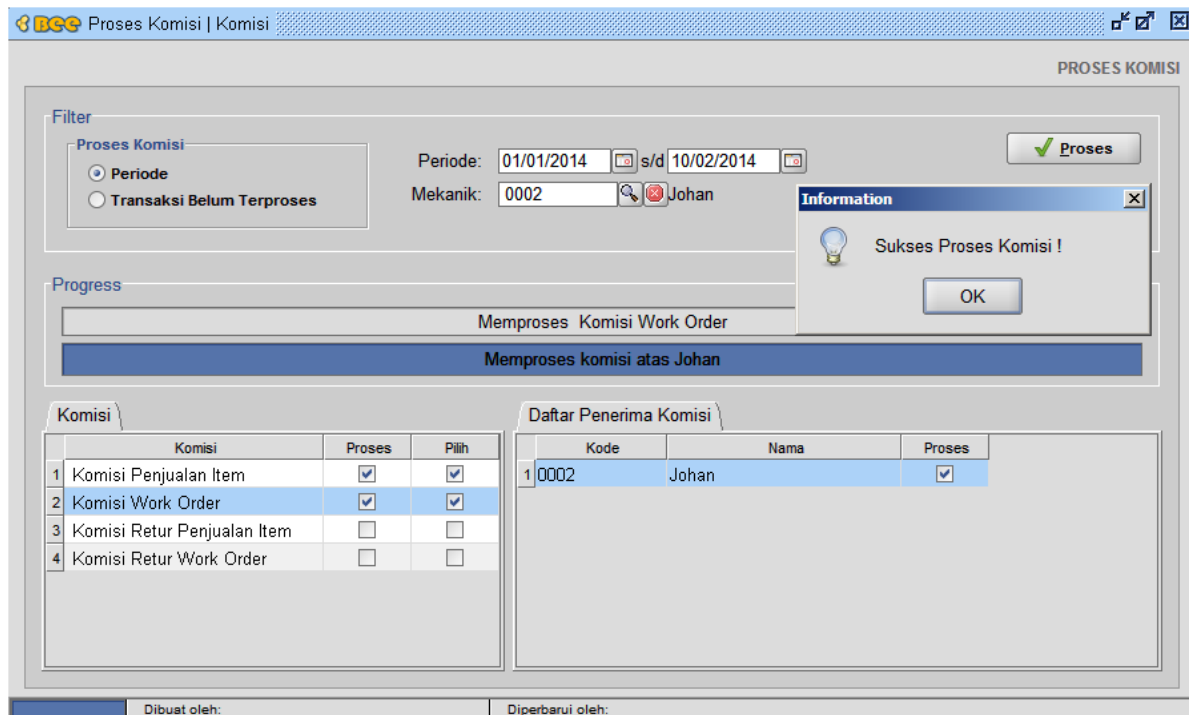 BEE Proses Komisi | Komisi
PROSES KOMISI
Filter
Proses Komisi
Periode
Transaksi Belum Terproses
Periode: 01/01/2014 s/d 10/02/2014
Mekanik: 0002 Johan
Proses
Information
Sukses Proses Komisi !
OK
Progress
Memproses Komisi Work Order
Memproses komisi atas Johan
Komisi
Komisi Proses Pilih
1 Komisi Penjualan Item
2 Komisi Work Order
3 Komisi Retur Penjualan Item
4 Komisi Retur Work Order
Daftar Penerima Komisi
Kode Nama Proses
1 0002 Johan
Dibuat oleh: Diperbarui oleh: